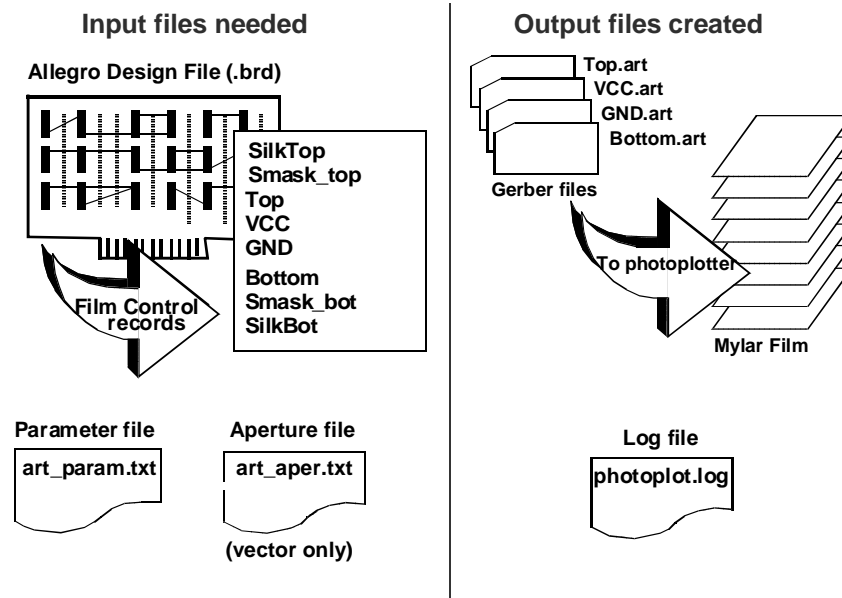 Input files needed
Allegro Design File (.brd)
SilkTop
Smask_top
Top
VCC
GND
Bottom
Smask_bot
SilkBot
Film Control
records
Parameter file
art_param.txt
Aperture file
art_aper.txt
(vector only)
Output files created
Top.art
VCC.art
GND.art
Bottom.art
Gerber files
To photoplotter
Mylar Film
Log file
photoplot.log